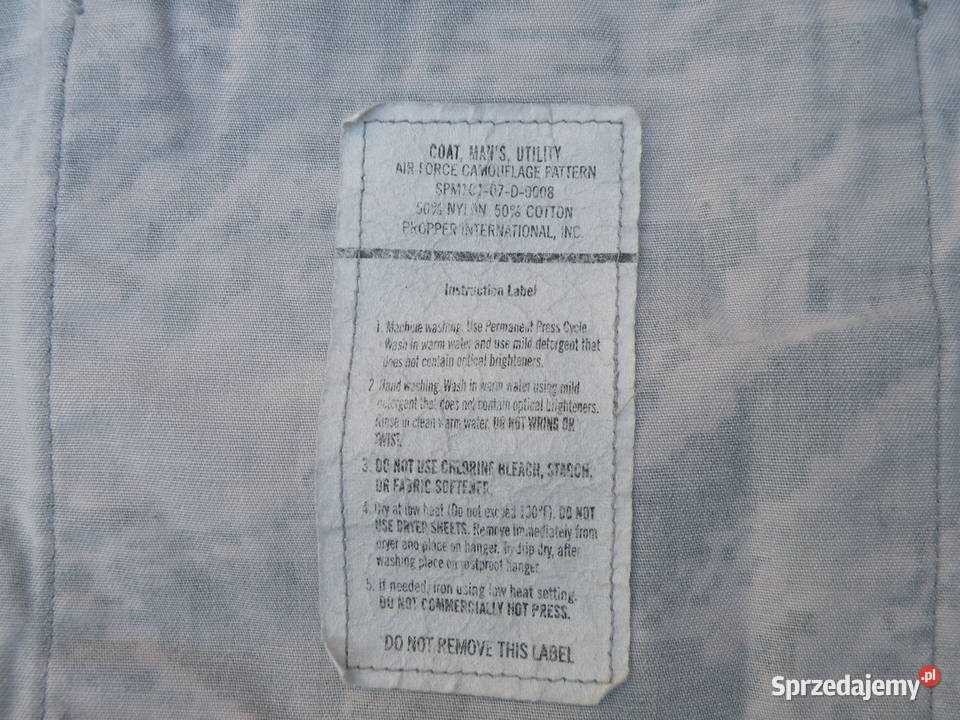 COAT, MAN'S, UTILITY
AIR FORCE CAMOUFLAGE PATTERN
SPM1C1-07-D-0008
50% NYLON 50% COTTON
PROPPER INTERNATIONAL, INC.
Instruction Label
1. Machine washing. Use Permanent Press Cycle
Wash in warm water and use mild detergent that
does not contain optical brighteners.
2. Hand washing. Wash in warm water using mild
detergent that does not contain optical brighteners.
Rinse in clean warm water. DO NOT WRING OR
TWIST.
3. DO NOT USE CHLORINE BLEACH, STARCH,
OR FABRIC SOFTENER.
4. Dry at low heat (Do not exceed 130°F). DO NOT
USE DRYER SHEETS. Remove immediately from
dryer and place on hanger. To drip dry, after
washing place on rustproof hanger.
5. If needed, iron using low heat setting.
DO NOT COMMERCIALLY HOT PRESS.
DO NOT REMOVE THIS LABEL
Sprzedajemy.pl